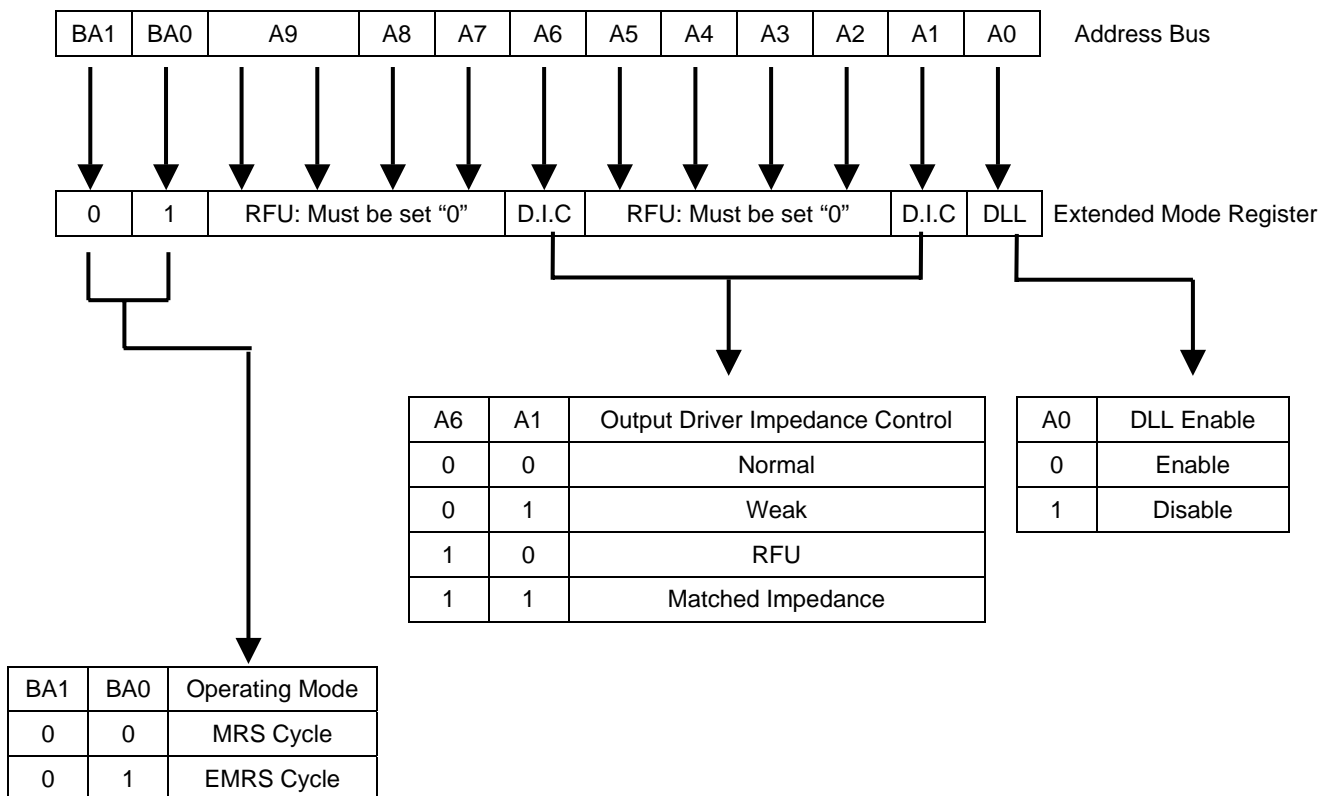 BA1 BA0 A9 A8 A7 A6 A5 A4 A3 A2 A1 A0 Address Bus
0 1 RFU: Must be set “0” D.I.C RFU: Must be set “0” D.I.C DLL Extended Mode Register
A6 A1 Output Driver Impedance Control
0 0 Normal
0 1 Weak
1 0 RFU
1 1 Matched Impedance
A0 DLL Enable
0 Enable
1 Disable
BA1 BA0 Operating Mode
0 0 MRS Cycle
0 1 EMRS Cycle